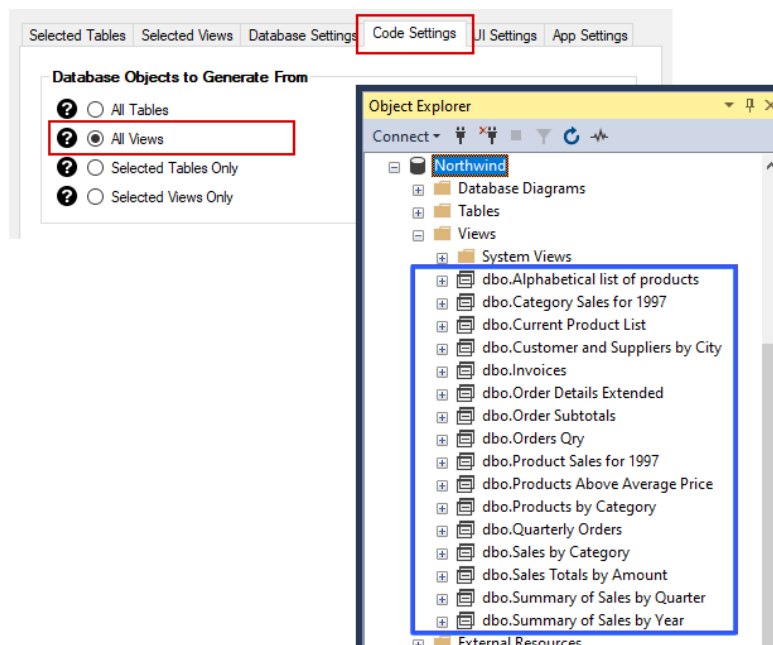 Selected Tables Selected Views Database Settings Code Settings UI Settings App Settings
Database Objects to Generate From
? All Tables
? All Views
? Selected Tables Only
? Selected Views Only
Object Explorer
Connect
Northwind
Database Diagrams
Tables
Views
System Views
dbo.Alphabetical list of products
dbo.Category Sales for 1997
dbo.Current Product List
dbo.Customer and Suppliers by City
dbo.Invoices
dbo.Order Details Extended
dbo.Order Subtotals
dbo.Orders Qry
dbo.Product Sales for 1997
dbo.Products Above Average Price
dbo.Products by Category
dbo.Quarterly Orders
dbo.Sales by Category
dbo.Sales Totals by Amount
dbo.Summary of Sales by Quarter
dbo.Summary of Sales by Year
External Resources